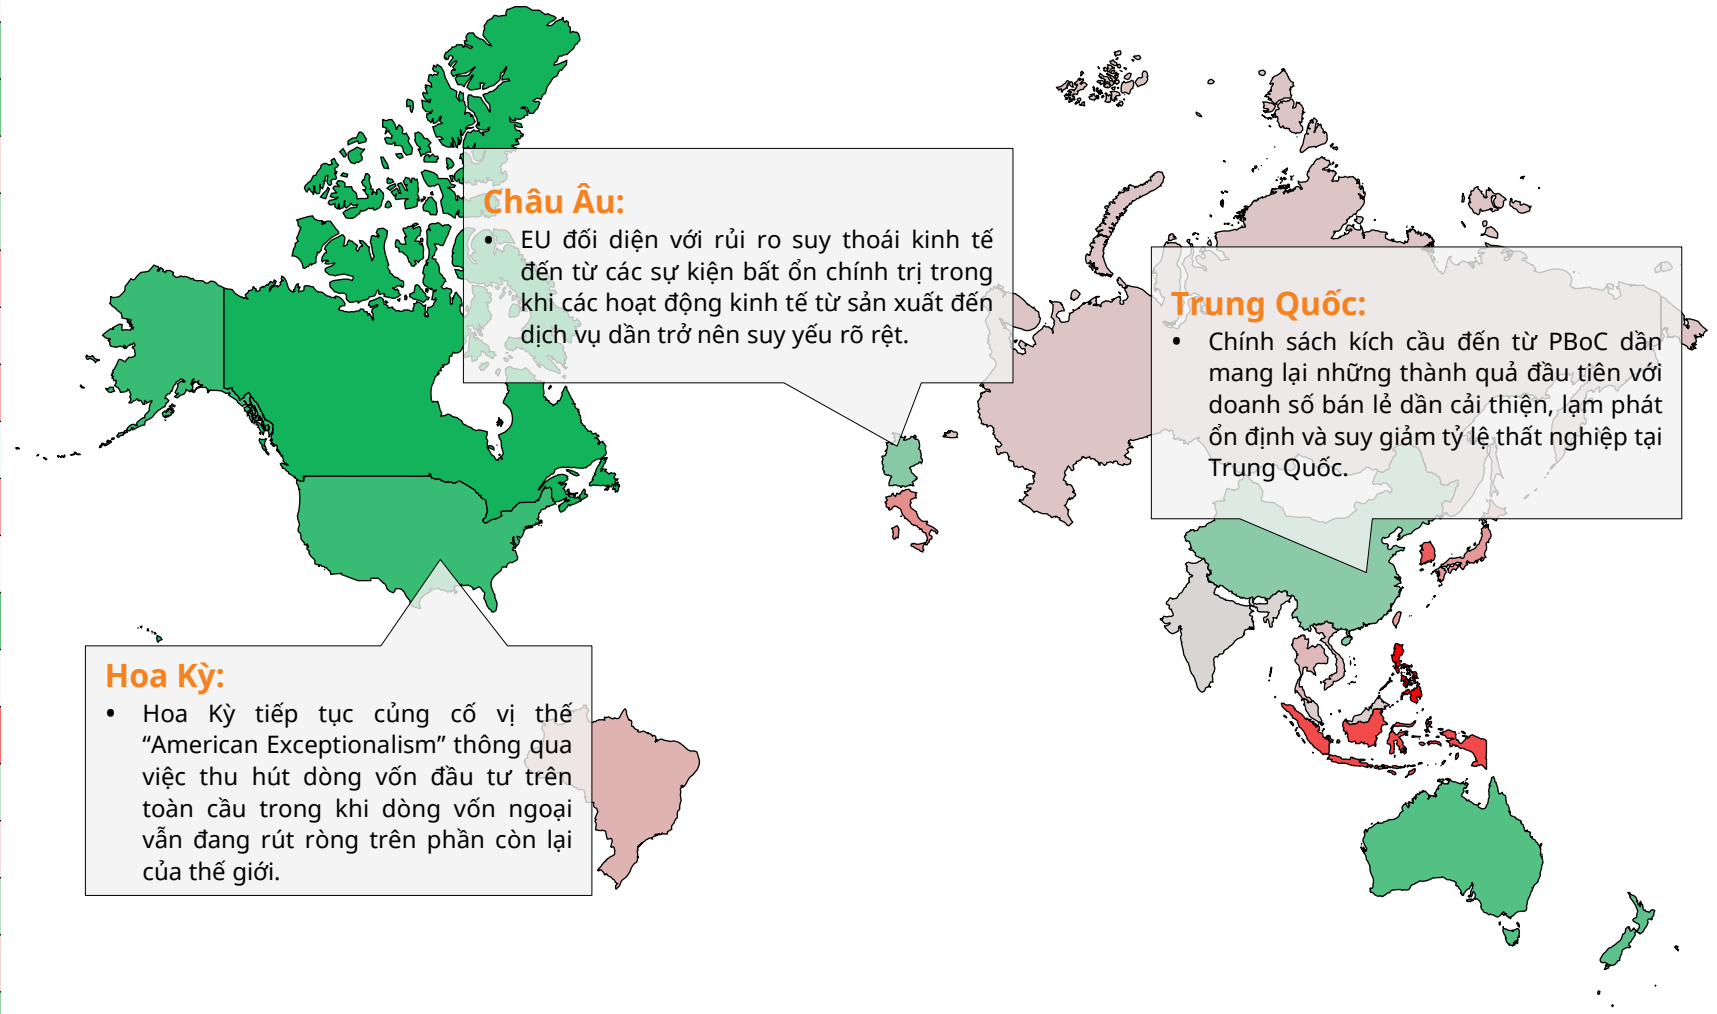 Châu Âu:
• EU đối diện với rủi ro suy thoái kinh tế
đến từ các sự kiện bất ổn chính trị trong
khi các hoạt động kinh tế từ sản xuất đến
dịch vụ dần trở nên suy yếu rõ rệt.
Trung Quốc:
• Chính sách kích cầu đến từ PBoC dần
mang lại những thành quả đầu tiên với
doanh số bán lẻ dần cải thiện, lạm phát
ổn định và suy giảm tỷ lệ thất nghiệp tại
Trung Quốc.
Hoa Kỳ:
• Hoa Kỳ tiếp tục củng cố vị thế
“American Exceptionalism” thông qua
việc thu hút dòng vốn đầu tư trên
toàn cầu trong khi dòng vốn ngoại
vẫn đang rút ròng trên phần còn lại
của thế giới.